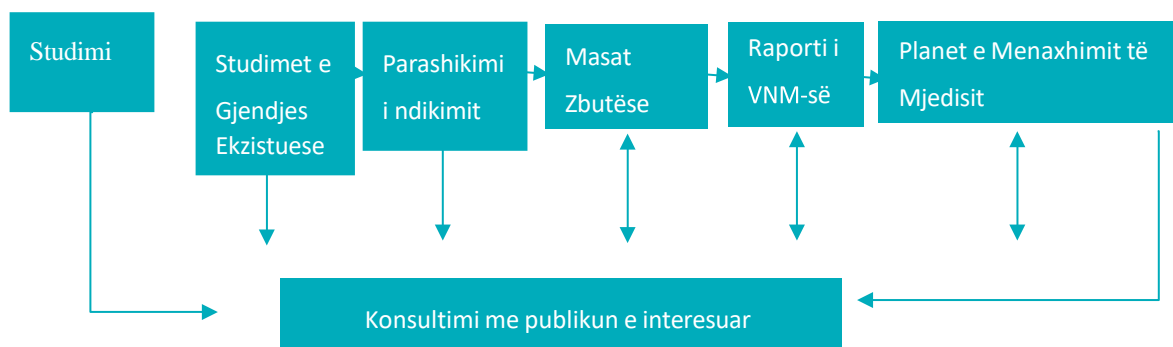 Studimi
Studimet e
Gjendjes
Ekzistuese
Parashikimi
i ndikimit
Masat
Zbutëse
Raporti i
VNM-së
Planet e Menaxhimit të
Mjedisit
Konsultimi me publikun e interesuar